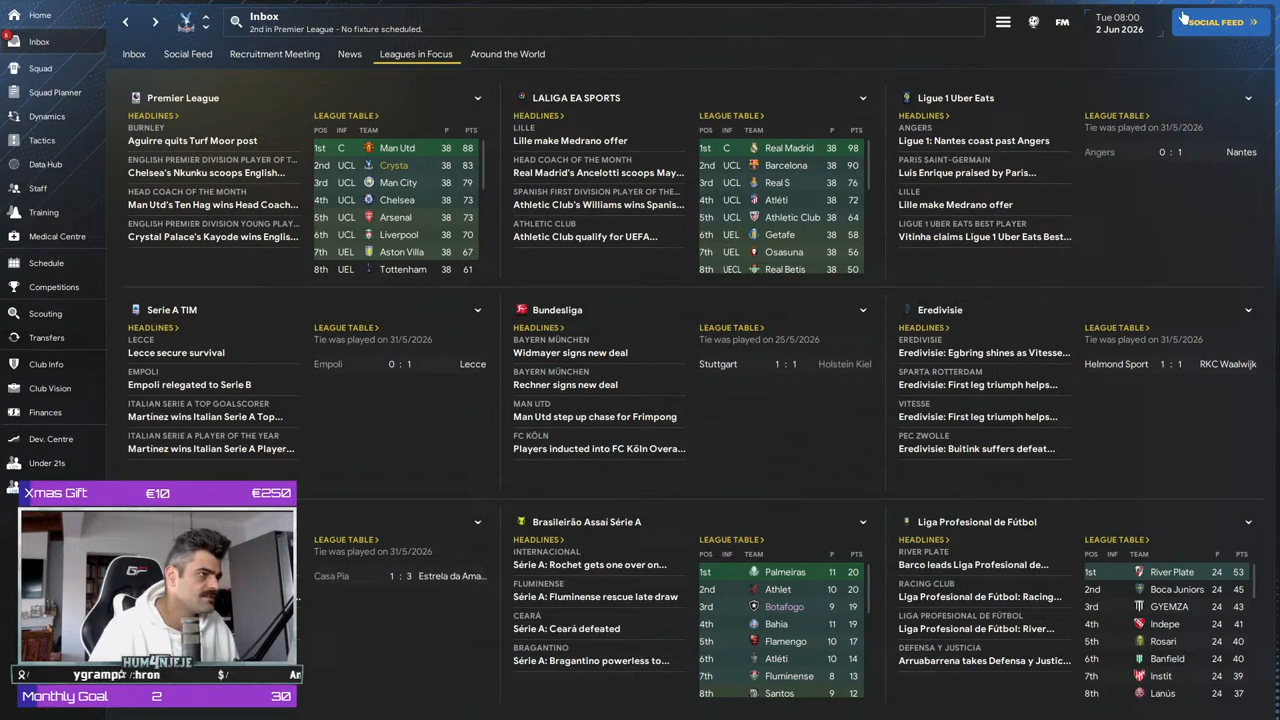 Home
Inbox
Squad
Squad Planner
Dynamics
Tactics
Data Hub
Staff
Training
Medical Centre
Schedule
Competitions
Scouting
Transfers
Club Info
Club Vision
Finances
Dev. Centre
Under 21s
Inbox
2nd in Premier League - No fixture scheduled.
FM
Tue 08:00
2 Jun 2026
SOCIAL FEED
Inbox
Social Feed
Recruitment Meeting
News
Leagues in Focus
Around the World
Premier League
HEADLINES >
BURNLEY
Aguirre quits Turf Moor post
ENGLISH PREMIER DIVISION PLAYER OF T...
Chelsea's Nkunku scoops English...
HEAD COACH OF THE MONTH
Man Utd's Ten Hag wins Head Coach...
ENGLISH PREMIER DIVISION YOUNG PLAY...
Crystal Palace's Kayode wins Englis...
LEAGUE TABLE >
POS INF TEAM P PTS
1st C Man Utd 38 88
2nd UCL Crysta 38 83
3rd UCL Man City 38 83
4th UCL Chelsea 38 73
5th UCL Arsenal 38 73
6th UCL Liverpool 38 70
7th UEL Aston Villa 38 67
8th UEL Tottenham 38 61
LALIGA EA SPORTS
HEADLINES >
LILLE
Lille make Medrano offer
HEAD COACH OF THE MONTH
Real Madrid's Ancelotti scoops May...
SPANISH FIRST DIVISION PLAYER OF THE...
Athletic Club's Williams wins Spanis...
ATHLETIC CLUB
Athletic Club qualify for UEFA...
LEAGUE TABLE >
POS INF TEAM P PTS
1st C Real Madrid 38 98
2nd UCL Barcelona 38 90
3rd UCL Real S 38 76
4th UCL Atléti 38 72
5th UCL Athletic Club 38 64
6th UEL Getafe 38 58
7th UEL Osasuna 38 56
8th UECL Real Betis 38 50
Ligue 1 Uber Eats
HEADLINES >
ANGERS
Ligue 1: Nantes coast past Angers
PARIS SAINT-GERMAIN
Luis Enrique praised by Paris...
LILLE
Lille make Medrano offer
LIGUE 1 UBER EATS BEST PLAYER
Vitinha claims Ligue 1 Uber Eats Best...
LEAGUE TABLE >
Tie was played on 31/5/2026
Angers 0 : 1 Nantes
Serie A TIM
HEADLINES >
LECCE
Lecce secure survival
EMPOLI
Empoli relegated to Serie B
ITALIAN SERIE A TOP GOALSCORER
Martínez wins Italian Serie A Top...
ITALIAN SERIE A PLAYER OF THE YEAR
Martínez wins Italian Serie A Player...
LEAGUE TABLE >
Tie was played on 31/5/2026
Empoli 0 : 1 Lecce
Bundesliga
HEADLINES >
BAYERN MÜNCHEN
Widmayer signs new deal
BAYERN MÜNCHEN
Rechner signs new deal
MAN UTD
Man Utd step up chase for Frimpong
FC KÖLN
Players inducted into FC Köln Overa...
LEAGUE TABLE >
Tie was played on 25/5/2026
Stuttgart 1 : 1 Holstein Kiel
Eredivisie
HEADLINES >
EREDIVISIE
Eredivisie: Egbring shines as Vitesse...
SPARTA ROTTERDAM
Eredivisie: First leg triumph helps...
VITESSE
Eredivisie: First leg triumph helps...
PEC ZWOLLE
Eredivisie: Buitink suffers defeat...
LEAGUE TABLE >
Helmond Sport 1 : 1 RKC Waalwijk
LEAGUE TABLE >
Tie was played on 31/5/2026
Casa Pia 1 : 3 Estrela da Ama...
Brasileirão Assaí Série A
HEADLINES >
INTERNACIONAL
Série A: Rochet gets one over on...
FLUMINENSE
Série A: Fluminense rescue late draw
CEARÁ
Série A: Ceará defeated
BRAGANTINO
Série A: Bragantino powerless to...
LEAGUE TABLE >
POS INF TEAM P PTS
1st Palmeiras 11 20
2nd Athlet 10 20
3rd Botafogo 9 19
4th Bahia 11 19
5th Flamengo 10 17
6th Atléti 10 14
7th Fluminense 8 13
8th Santos 9 12
Liga Profesional de Fútbol
HEADLINES >
RIVER PLATE
Barco leads Liga Profesional de...
RACING CLUB
Liga Profesional de Fútbol: Racing...
LIGA PROFESIONAL DE FÚTBOL
Liga Profesional de Fútbol: River...
DEFENSA Y JUSTICIA
Arruabarrena takes Defensa y Justic...
LEAGUE TABLE >
POS INF TEAM P PTS
1st River Plate 24 53
2nd Boca Juniors 24 45
3rd GYEMZA 24 43
4th Indepe 24 41
5th Rosari 24 40
6th Banfield 24 40
7th Instit 24 39
8th Lanús 24 37
Xmas Gift €10 €250
HUM4NJEJE
Monthly Goal 2 30